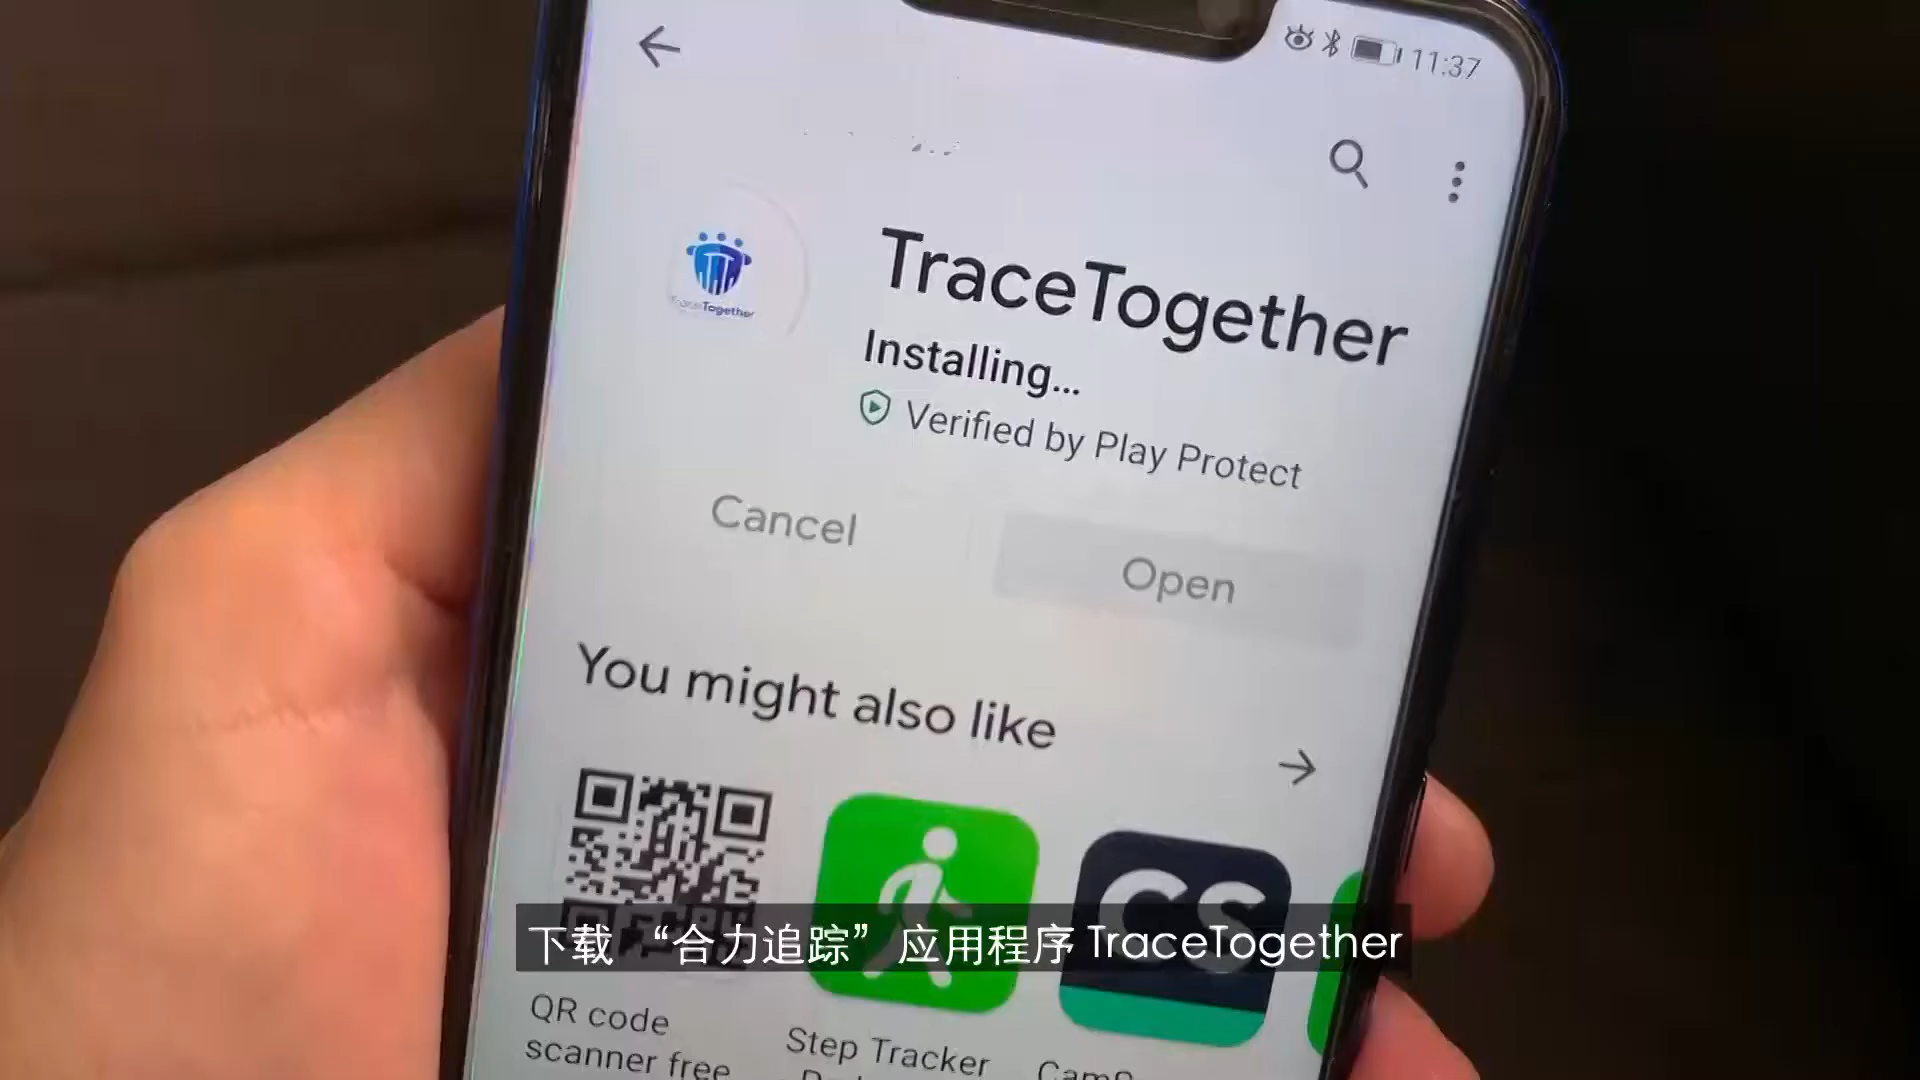 11:37
TraceTogether
TraceTogether
Installing...
Verified by Play Protect
Cancel
Open
You might also like
CS
下载 “合力追踪” 应用程序 TraceTogether
QR code
scanner free
Step Tracker